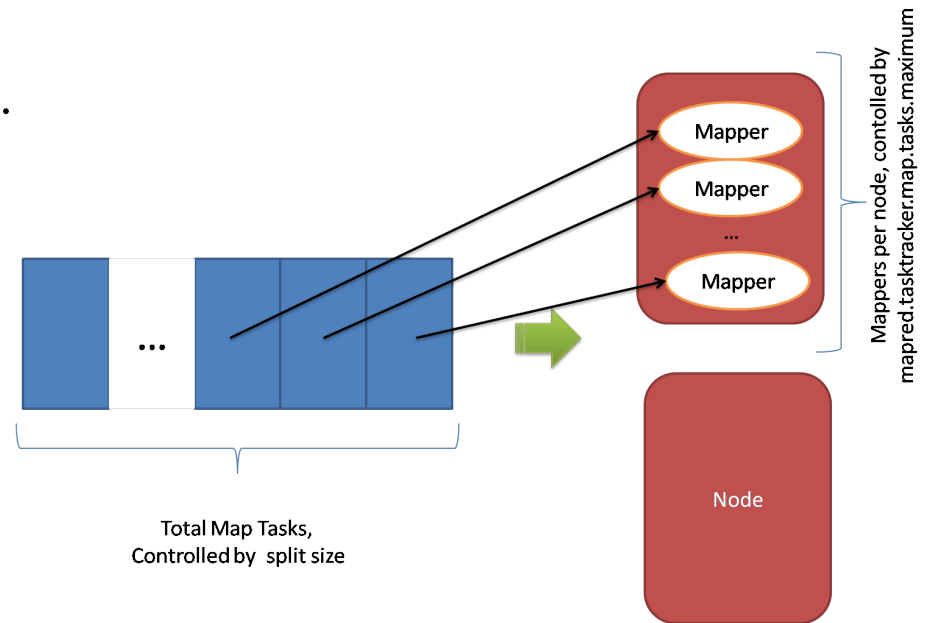 Mappers per node, contolled by
mapred.tasktracker.map.tasks.maximum
Mapper
Mapper
...
Mapper
...
Node
Total Map Tasks,
Controlled by split size